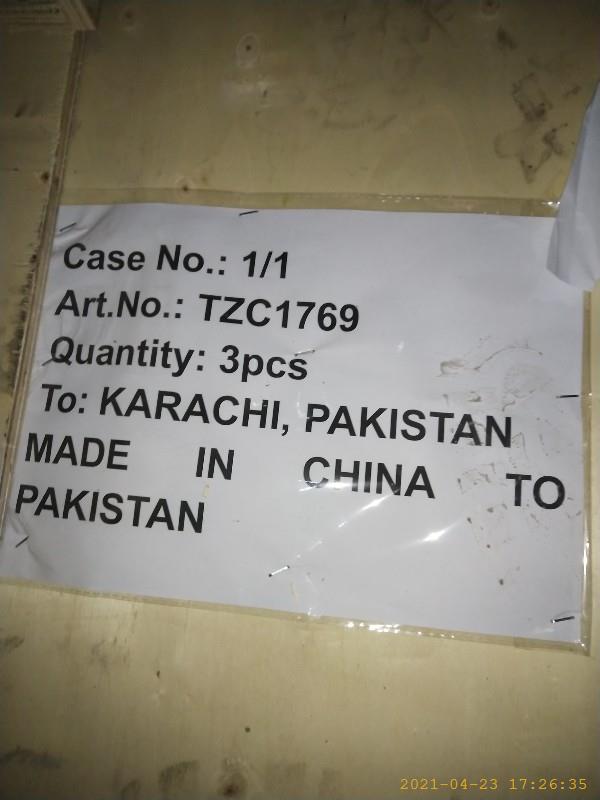 Case No.: 1/1
Art.No.: TZC1769
Quantity: 3pcs
To: KARACHI, PAKISTAN
MADE IN CHINA TO
PAKISTAN
2021-04-23 17:26:35